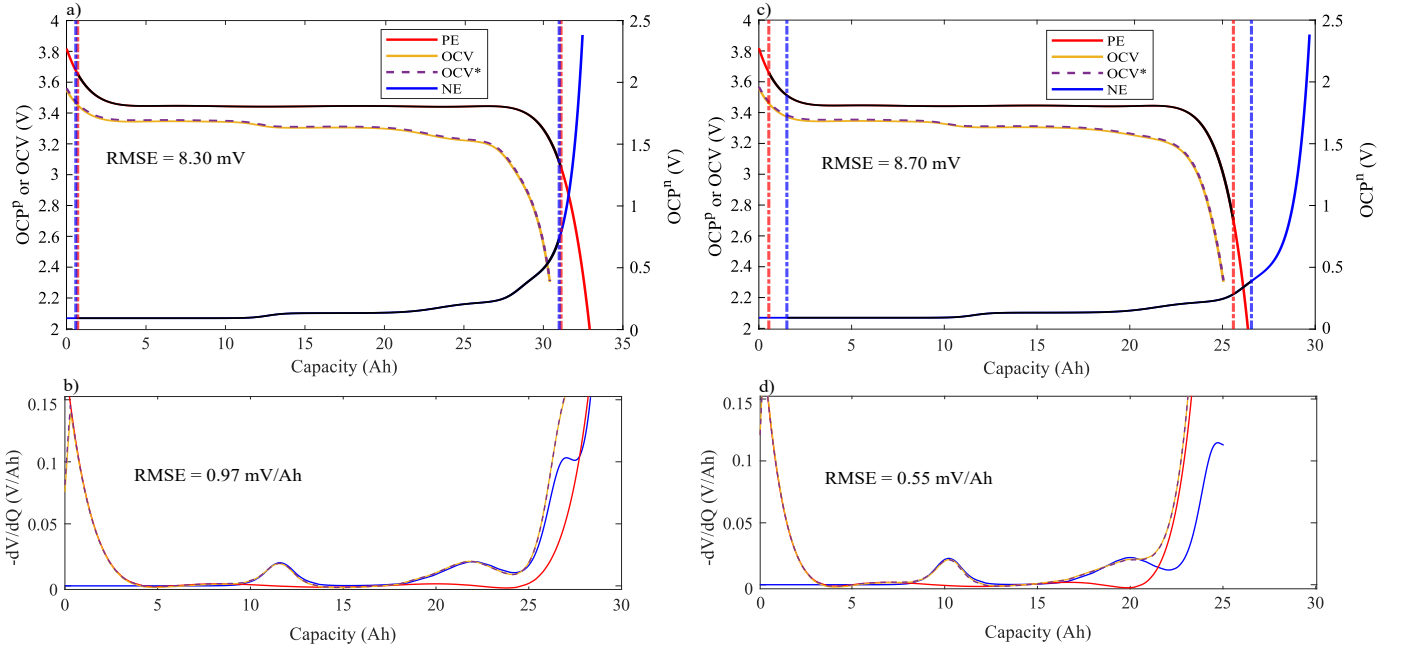 a)
4
3.8
3.6
3.4
3.2
3
2.8
2.6
2.4
2.2
2
OCPᵖ or OCV (V)
2.5
2
1.5
1
0.5
0
OCPⁿ (V)
PE
OCV
OCV*
NE
RMSE = 8.30 mV
0 5 10 15 20 25 30 35
Capacity (Ah)
c)
4
3.8
3.6
3.4
3.2
3
2.8
2.6
2.4
2.2
2
OCPᵖ or OCV (V)
2.5
2
1.5
1
0.5
0
OCPⁿ (V)
PE
OCV
OCV*
NE
RMSE = 8.70 mV
0 5 10 15 20 25 30
Capacity (Ah)
b)
0.15
0.1
0.05
0
-dV/dQ (V/Ah)
RMSE = 0.97 mV/Ah
0 5 10 15 20 25 30
Capacity (Ah)
d)
0.15
0.1
0.05
0
-dV/dQ (V/Ah)
RMSE = 0.55 mV/Ah
0 5 10 15 20 25 30
Capacity (Ah)